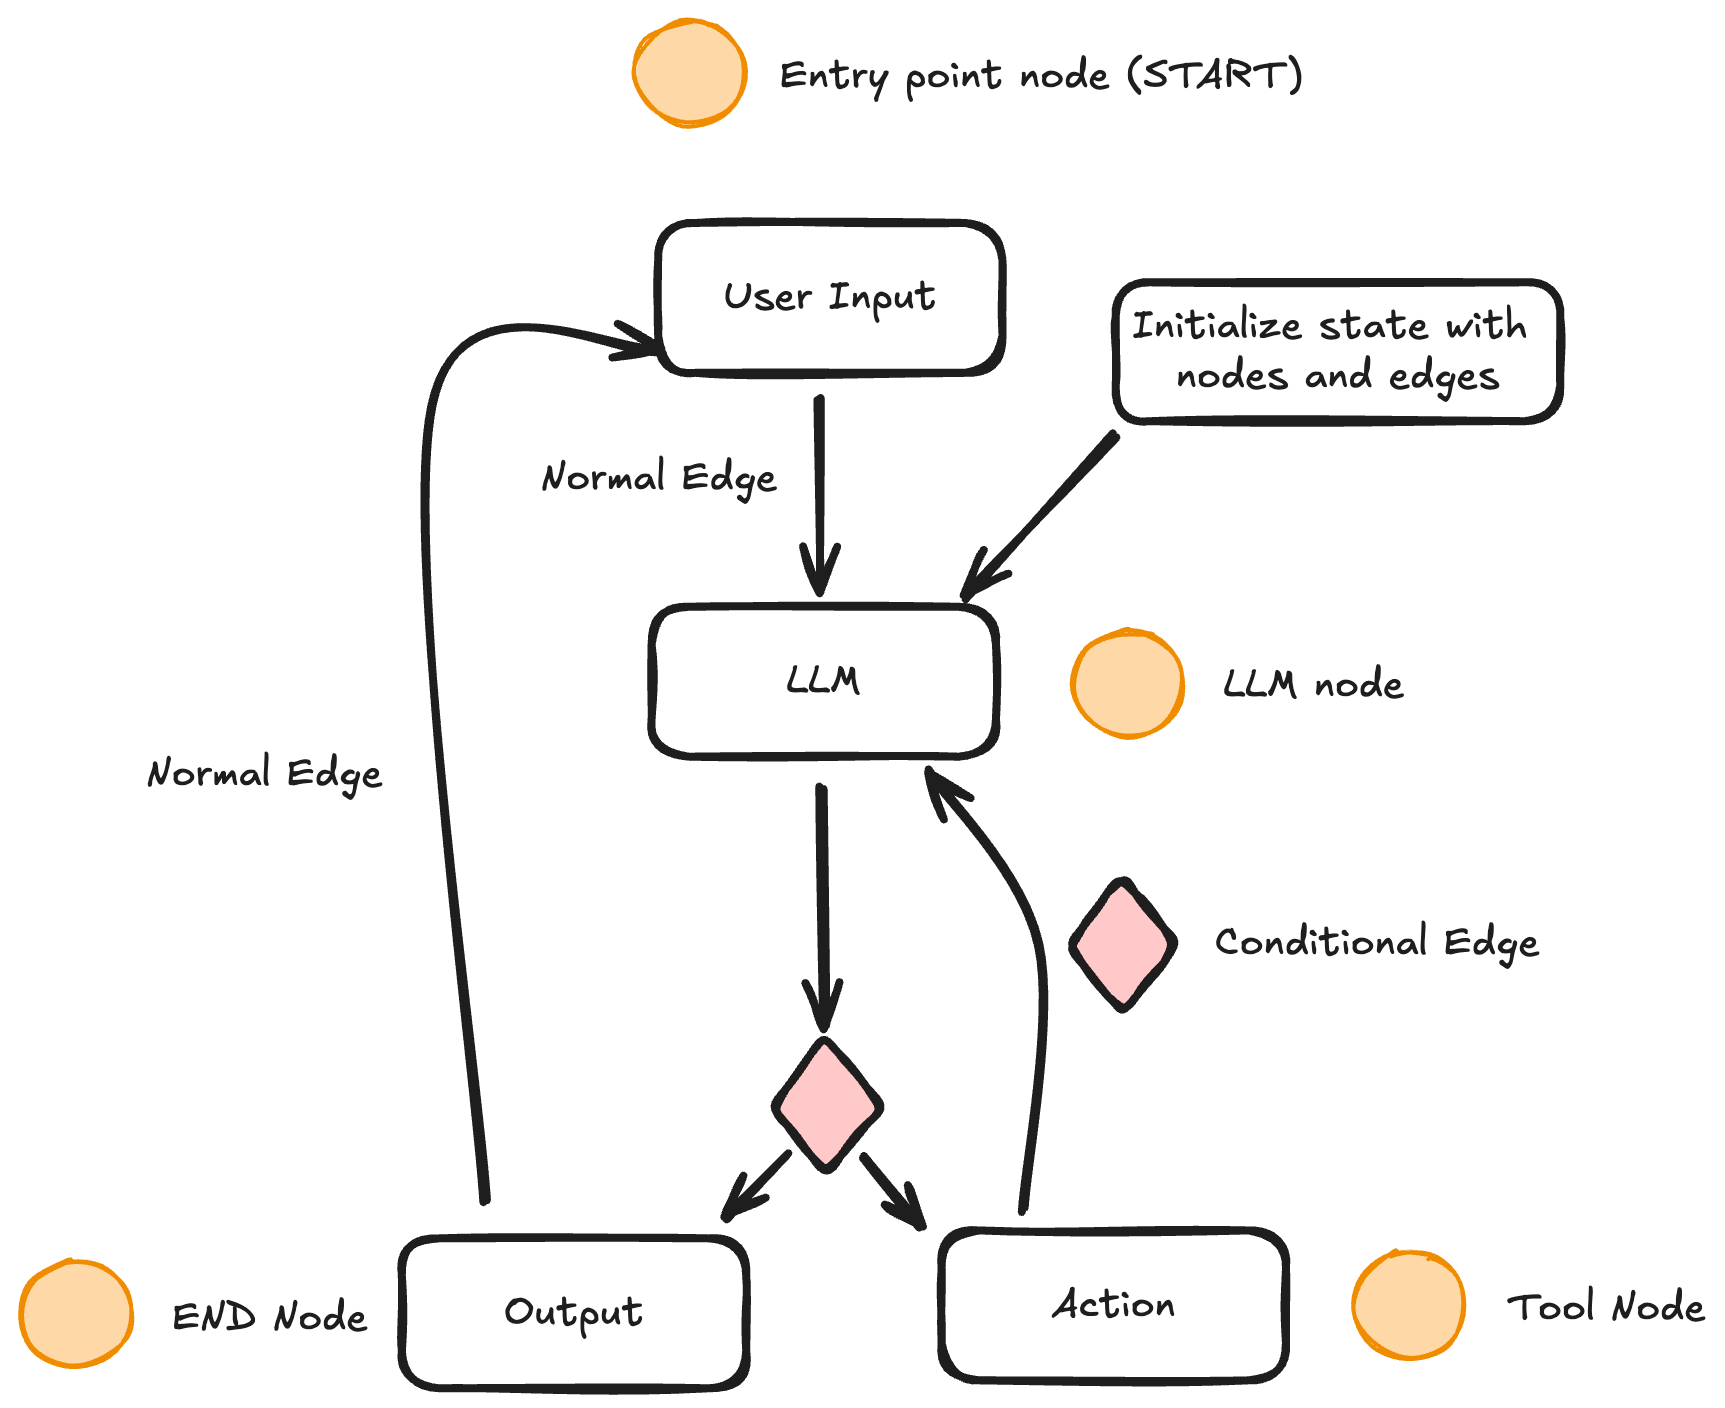 Entry point node (START)
User Input
Initialize state with
nodes and edges
Normal Edge
LLM
LLM node
Normal Edge
Conditional Edge
END Node
Output
Action
Tool Node